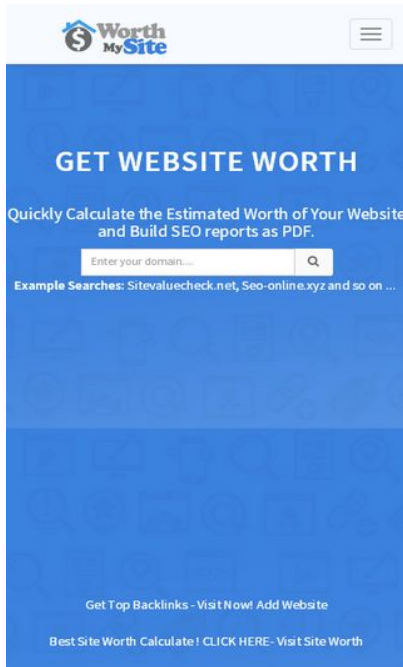 Worth
MySite
GET WEBSITE WORTH
Quickly Calculate the Estimated Worth of Your Website
and Build SEO reports as PDF.
Enter your domain....
Example Searches: Sitevaluecheck.net, Seo-online.xyz and so on ...
Get Top Backlinks - Visit Now! Add Website
Best Site Worth Calculate ! CLICK HERE- Visit Site Worth